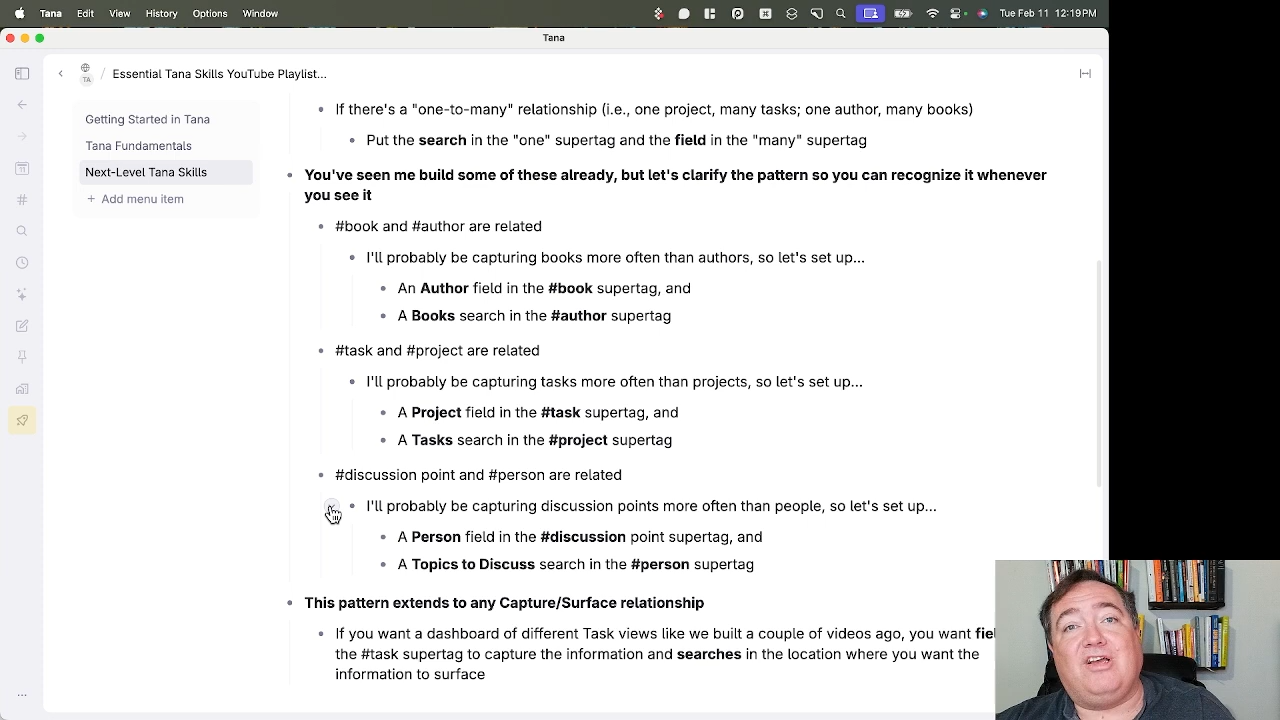 Tana File Edit View History Options Window Tue Feb 11 12:19PM
Tana
TA / Essential Tana Skills YouTube Playlist...
Getting Started in Tana
Tana Fundamentals
Next-Level Tana Skills
+ Add menu item
If there's a "one-to-many" relationship (i.e., one project, many tasks; one author, many books)
Put the search in the "one" supertag and the field in the "many" supertag
You've seen me build some of these already, but let's clarify the pattern so you can recognize it whenever
you see it
#book and #author are related
I'll probably be capturing books more often than authors, so let's set up...
An Author field in the #book supertag, and
A Books search in the #author supertag
#task and #project are related
I'll probably be capturing tasks more often than projects, so let's set up...
A Project field in the #task supertag, and
A Tasks search in the #project supertag
#discussion point and #person are related
I'll probably be capturing discussion points more often than people, so let's set up...
A Person field in the #discussion point supertag, and
A Topics to Discuss search in the #person supertag
This pattern extends to any Capture/Surface relationship
If you want a dashboard of different Task views like we built a couple of videos ago, you want
the #task supertag to capture the information and searches in the location where you want the
information to surface